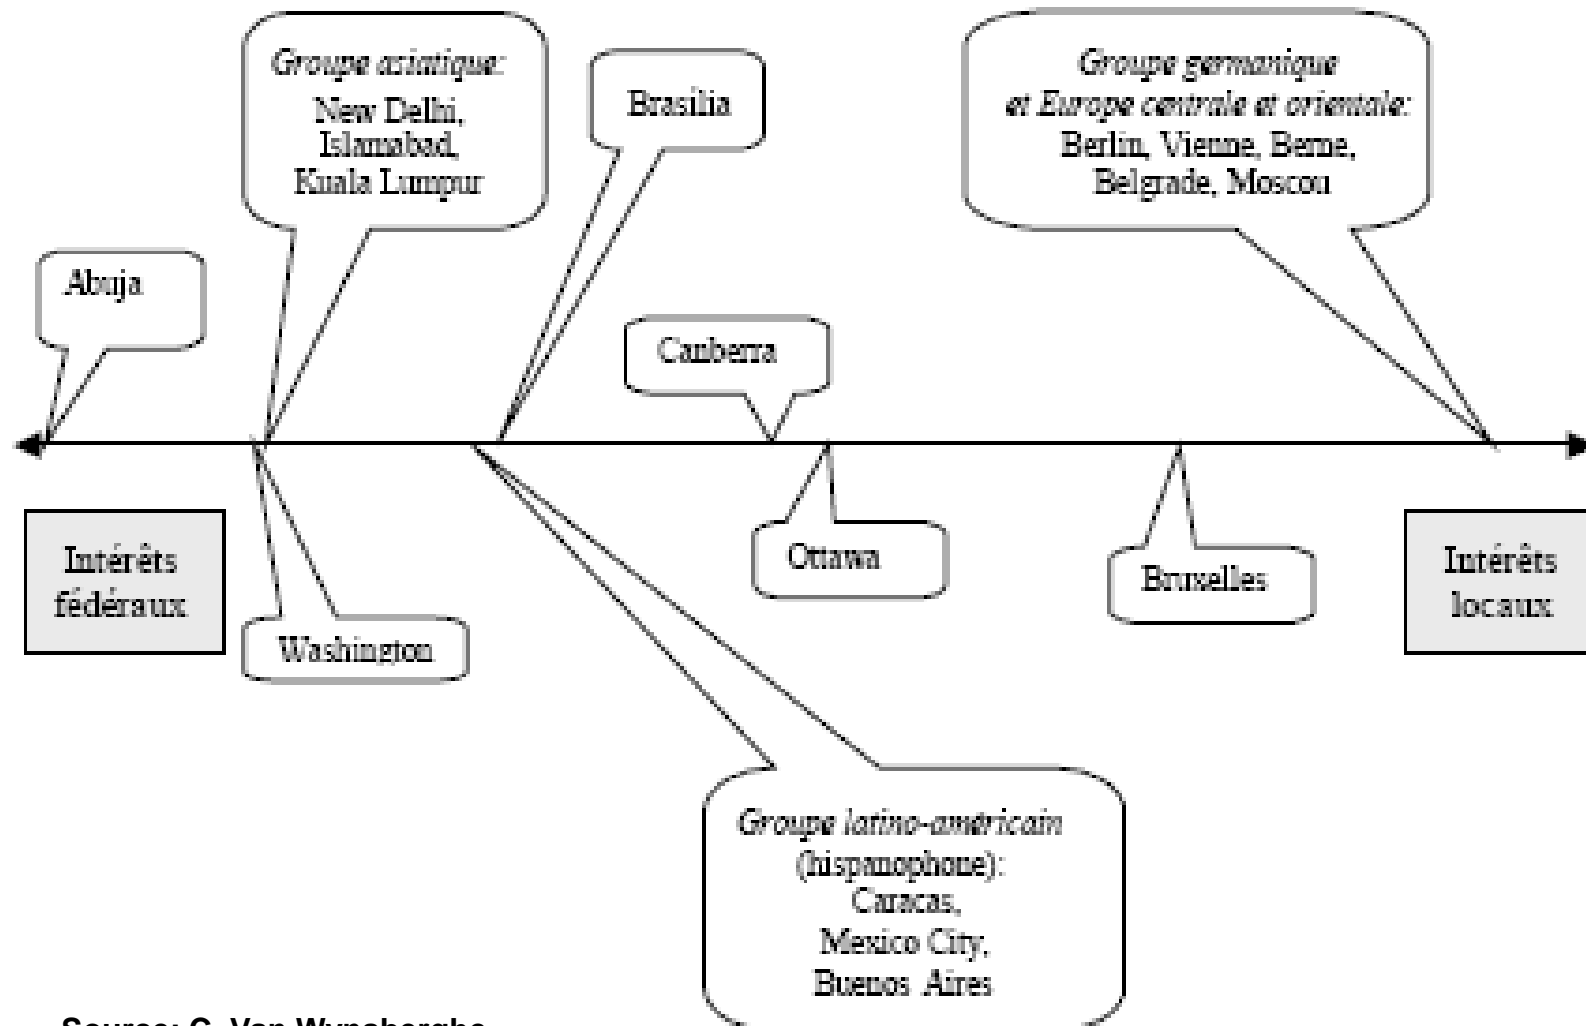 Groupe asiatique:
New Delhi,
Islamabad,
Kuala Lumpur
Brasilia
Groupe germanique
et Europe centrale et orientale:
Berlin, Vienne, Berne,
Belgrade, Moscou
Abuja
Canberra
Intérêts
fédéraux
Washington
Ottawa
Bruxelles
Intérêts
locaux
Groupe latino-américain
(hispanophone):
Caracas,
Mexico City,
Buenos Aires
Source: C. Van Wynsberghe